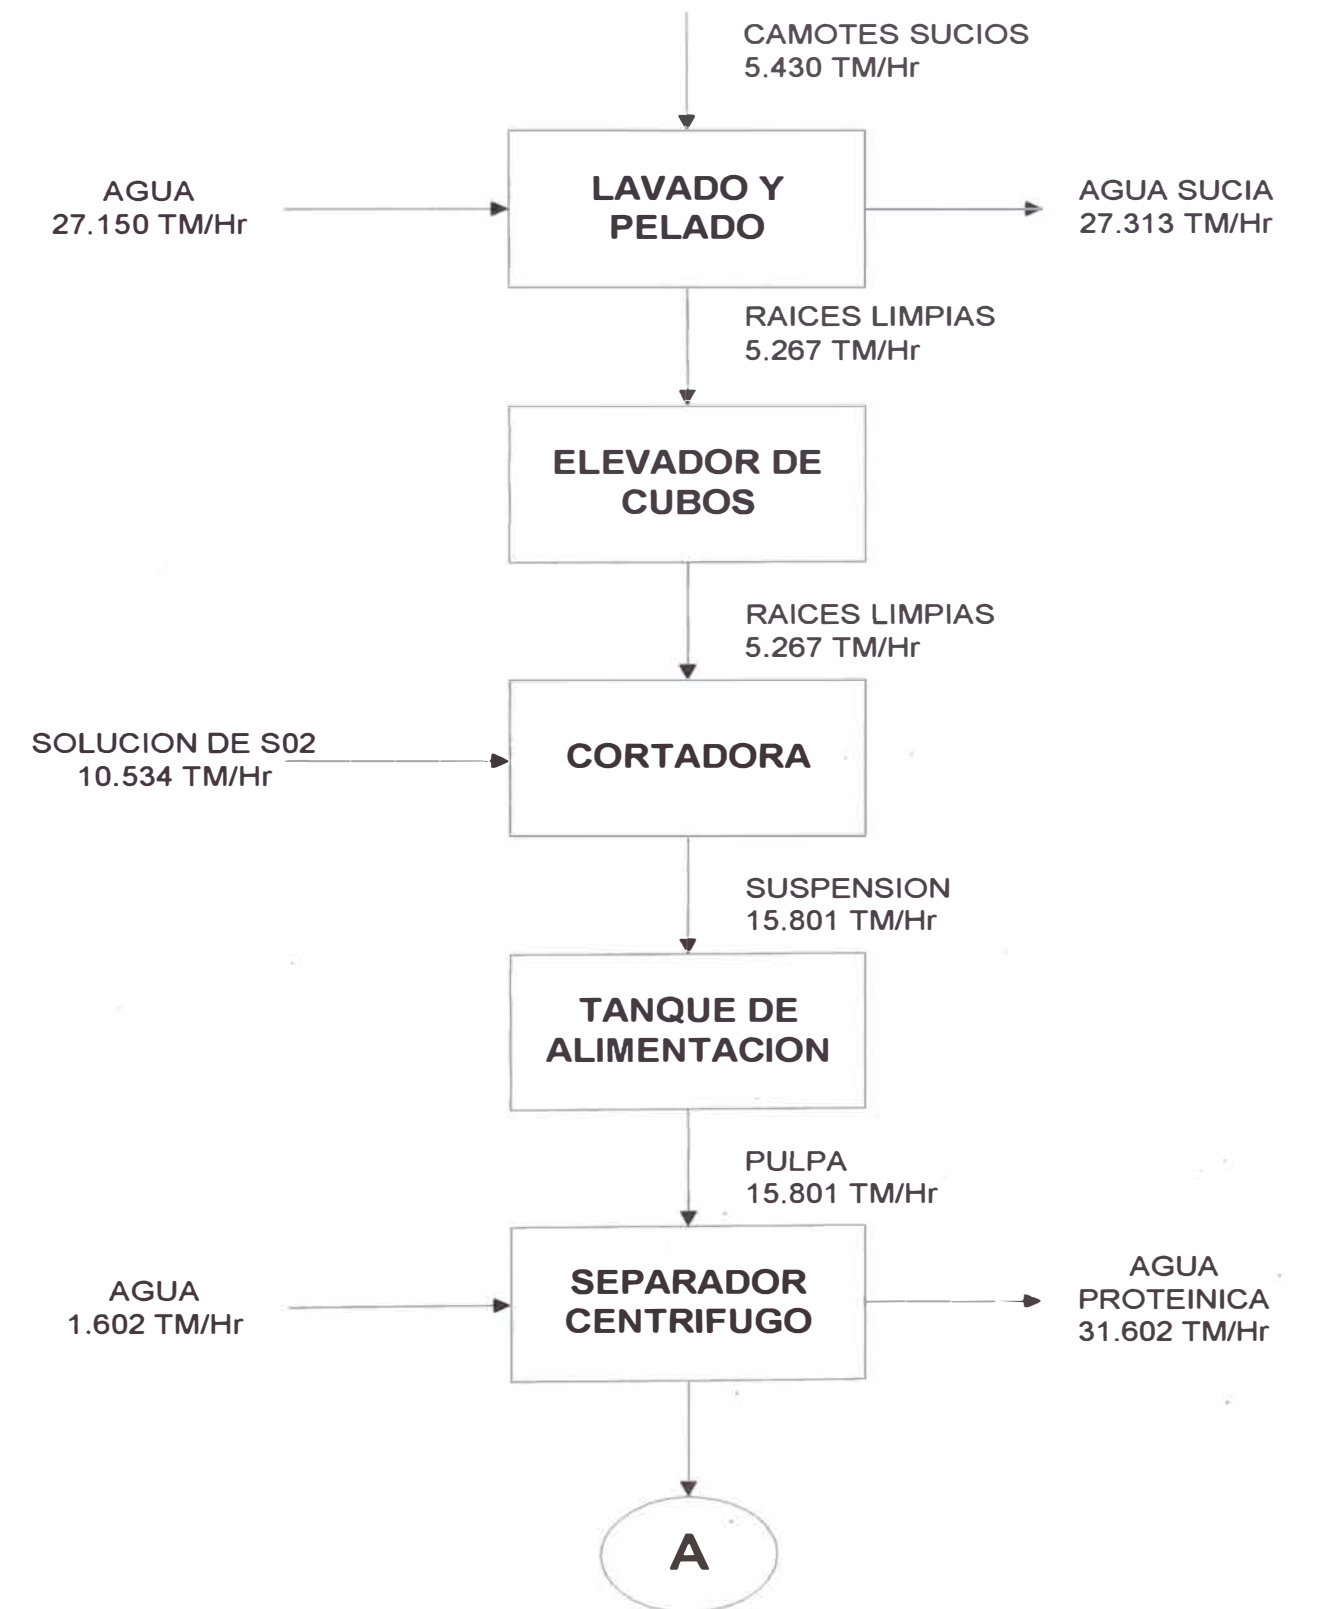 CAMOTES SUCIOS
5.430 TM/Hr
AGUA
27.150 TM/Hr
LAVADO Y
PELADO
AGUA SUCIA
27.313 TM/Hr
RAICES LIMPIAS
5.267 TM/Hr
ELEVADOR DE
CUBOS
RAICES LIMPIAS
5.267 TM/Hr
SOLUCION DE S02
10.534 TM/Hr
CORTADORA
SUSPENSION
15.801 TM/Hr
TANQUE DE
ALIMENTACION
PULPA
15.801 TM/Hr
AGUA
1.602 TM/Hr
SEPARADOR
CENTRIFUGO
AGUA
PROTEINICA
31.602 TM/Hr
A